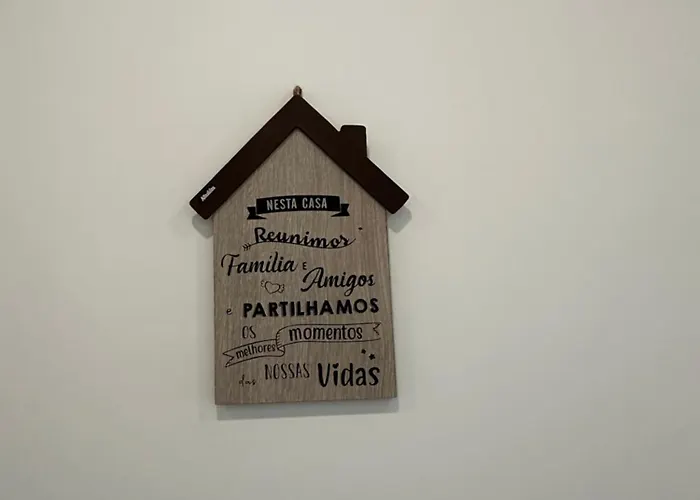 NESTA CASA
Reunimos
Família E
Amigos
e PARTILHAMOS
OS
melhores momentos
das NOSSAS Vidas